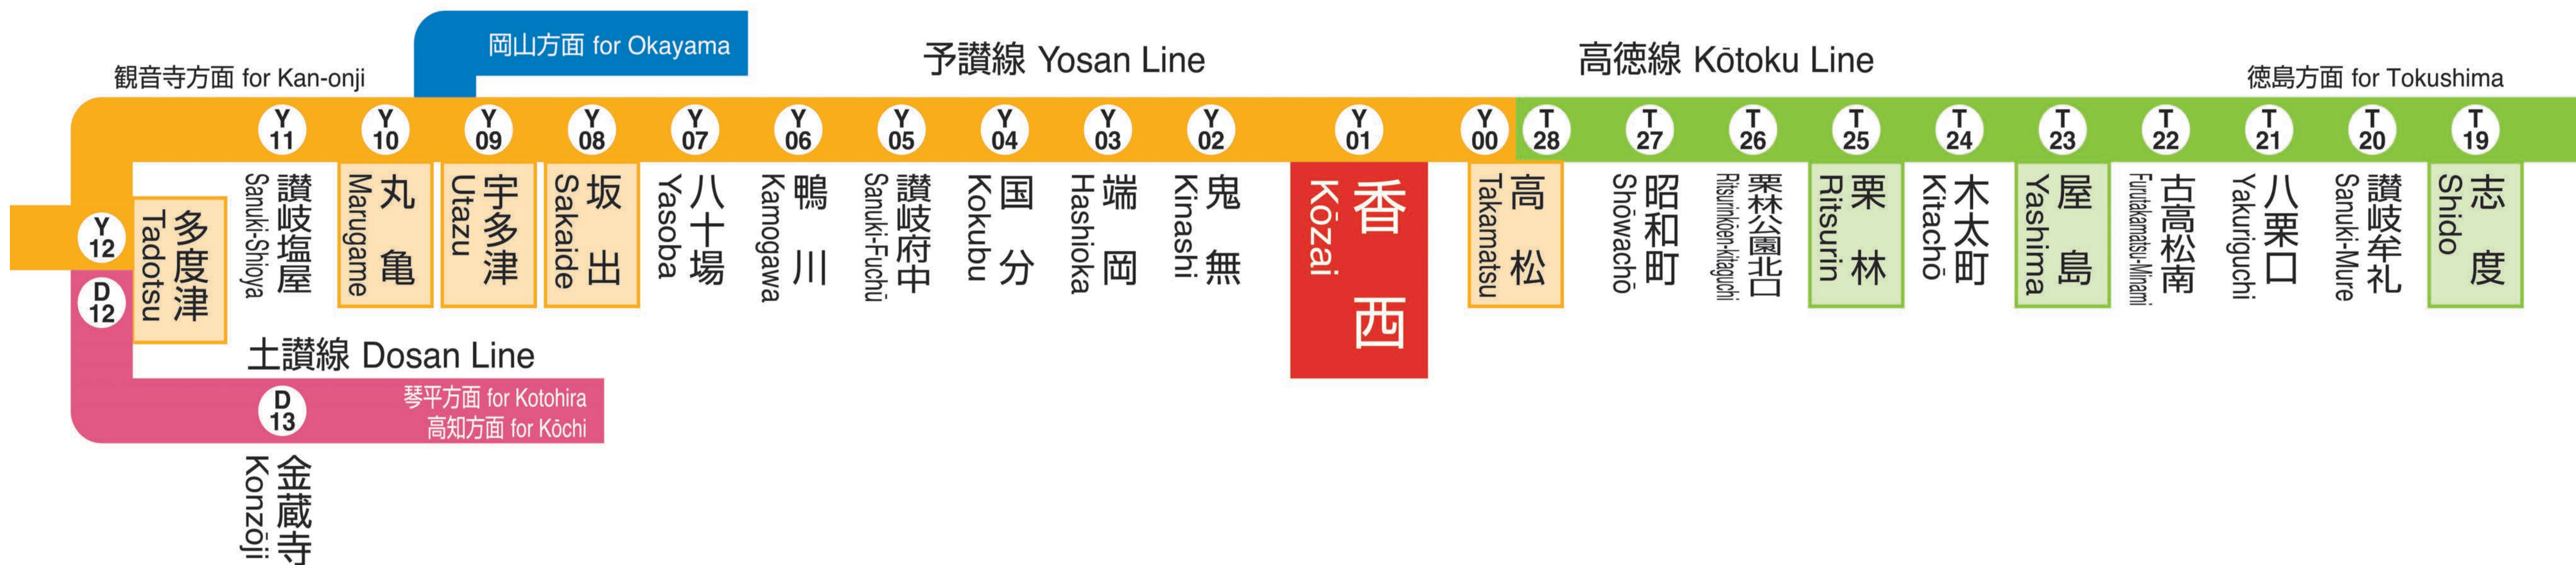 岡山方面 for Okayama
観音寺方面 for Kan-onji
予讃線 Yosan Line
高徳線 Kōtoku Line
徳島方面 for Tokushima
Y 12
D 12
多度津
Tadotsu
Y 11
讃岐塩屋
Sanuki-Shioya
Y 10
丸亀
Marugame
Y 09
宇多津
Utazu
Y 08
坂出
Sakaide
Y 07
八十場
Yasoba
Y 06
鴨川
Kamogawa
Y 05
讃岐府中
Sanuki-Fuchū
Y 04
国分
Kokubu
Y 03
端岡
Hashioka
Y 02
鬼無
Kinashi
Y 01
香西
Kōzai
Y 00
T 28
高松
Takamatsu
T 27
昭和町
Shōwachō
T 26
栗林公園北口
Ritsurinkōen-kitaguchi
T 25
栗林
Ritsurin
T 24
木太町
Kitachō
T 23
屋島
Yashima
T 22
古高松南
Furutakamatsu-Minami
T 21
八栗口
Yakuriguchi
T 20
讃岐牟礼
Sanuki-Mure
T 19
志度
Shido
土讃線 Dosan Line
D 13
琴平方面 for Kotohira
高知方面 for Kōchi
金蔵寺
Konzōji